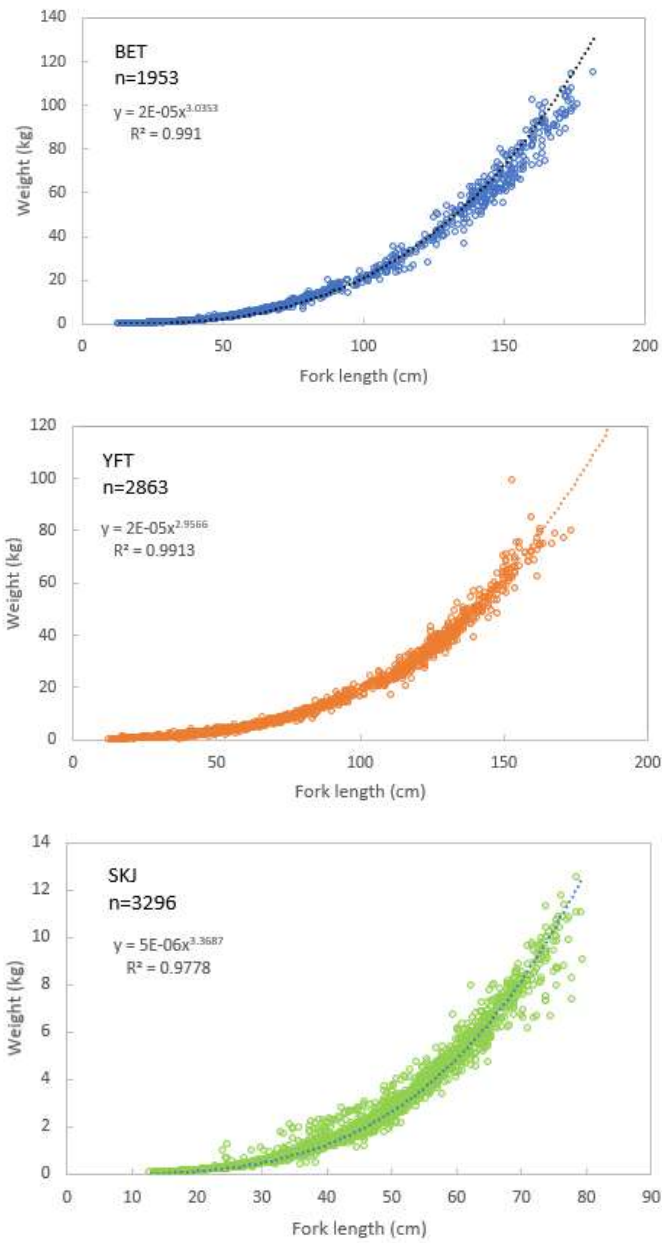 140
120
100
80
60
40
20
0
Weight (kg)
BET
n=1953
y = 2E-05x^3.0353
R² = 0.991
0 50 100 150 200
Fork length (cm)
120
100
80
60
40
20
0
Weight (kg)
YFT
n=2863
y = 2E-05x^2.9566
R² = 0.9913
0 50 100 150 200
Fork length (cm)
14
12
10
8
6
4
2
0
Weight (kg)
SKJ
n=3296
y = 5E-06x^3.3687
R² = 0.9778
0 10 20 30 40 50 60 70 80 90
Fork length (cm)